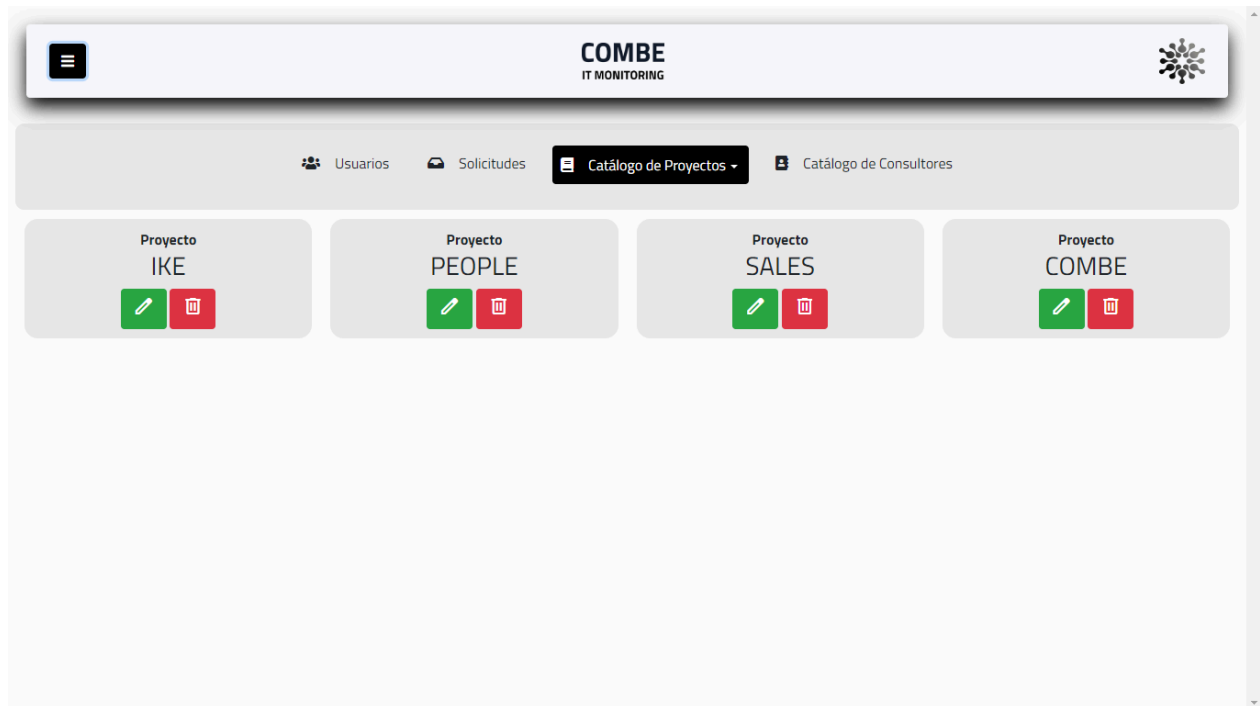 COMBE
IT MONITORING
Usuarios Solicitudes Catálogo de Proyectos Catálogo de Consultores
Proyecto Proyecto Proyecto Proyecto
IKE PEOPLE SALES COMBE